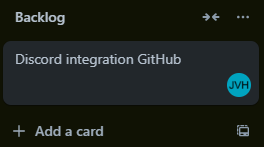 Backlog
Discord integration GitHub
JVH
Add a card